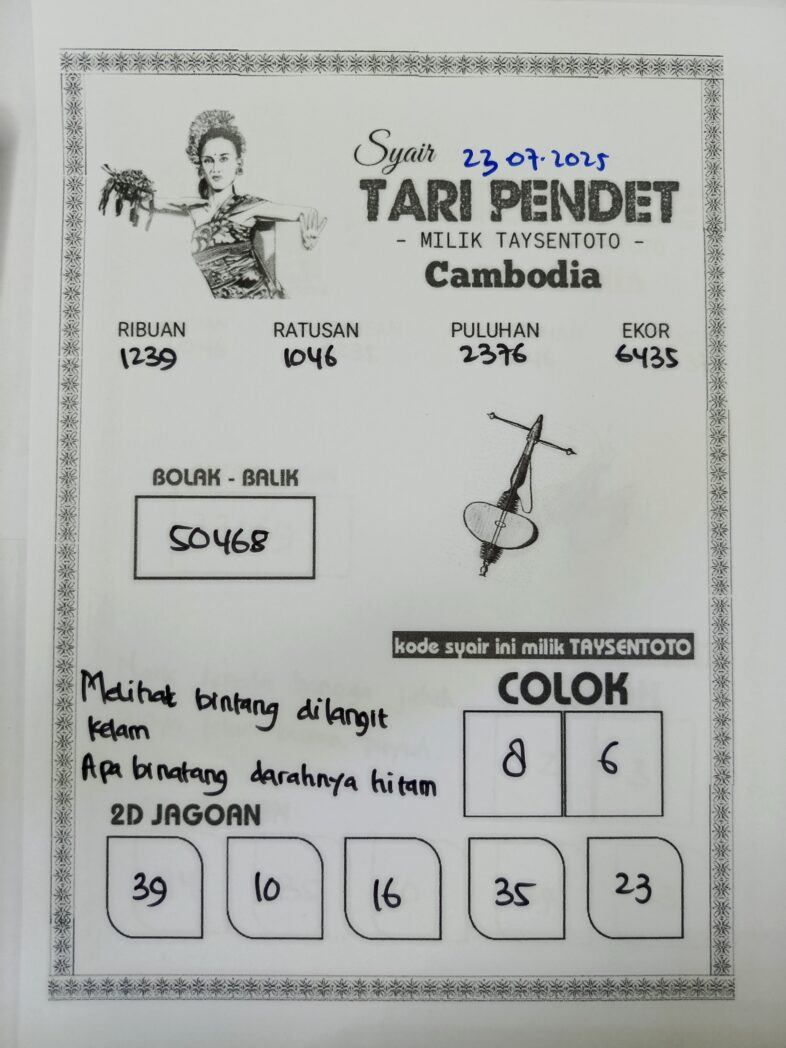 Syair 23 07.2025
TARI PENDET
- MILIK TAYSENTOTO -
Cambodia
RIBUAN RATUSAN PULUHAN EKOR
1239 1046 2376 6435
BOLAK - BALIK
50468
kode syair ini milik TAYSENTOTO
COLOK
8 6
Melihat bintang dilangit
kelam
Apa binatang darahnya hitam
2D JAGOAN
39 10 16 35 23